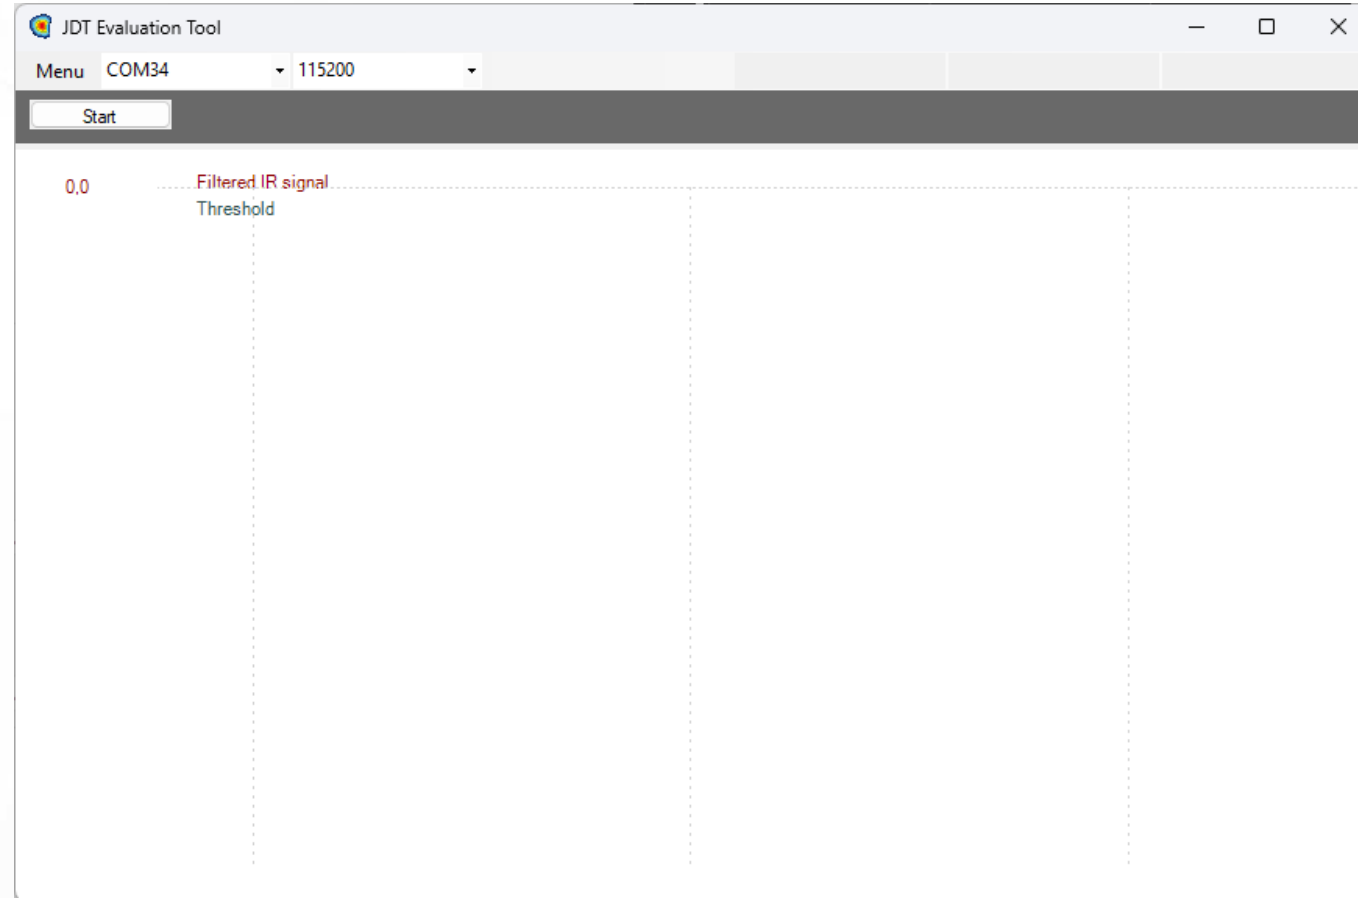 JDT Evaluation Tool
Menu COM34 115200
Start
0,0
Filtered IR signal
Threshold